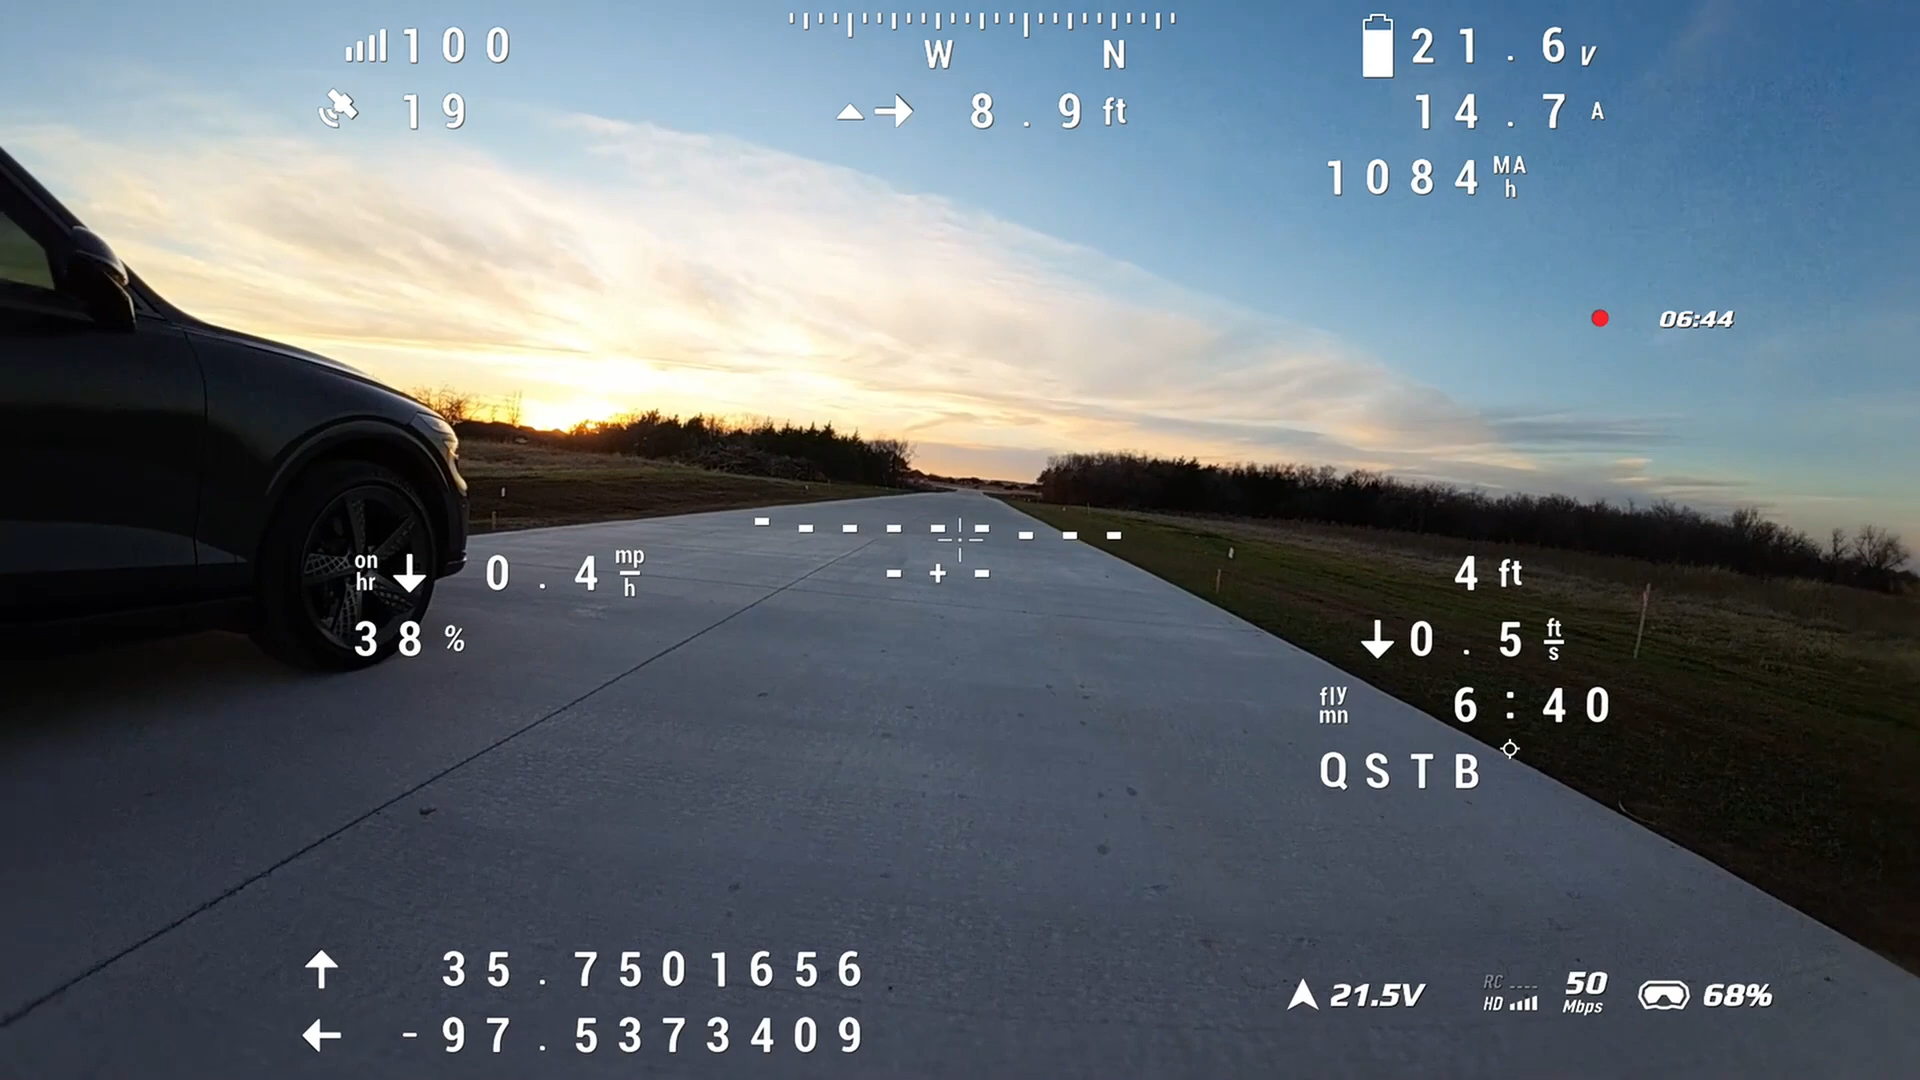 100
W N
21.6 V
19
8.9 ft
14.7 A
1084 MAh
06:44
on hr 0.4 mp/h
4 ft
38 %
0.5 ft/s
fly mn 6:40
QSTB
35.7501656
-97.5373409
21.5V
RC
HD
50 Mbps
68%